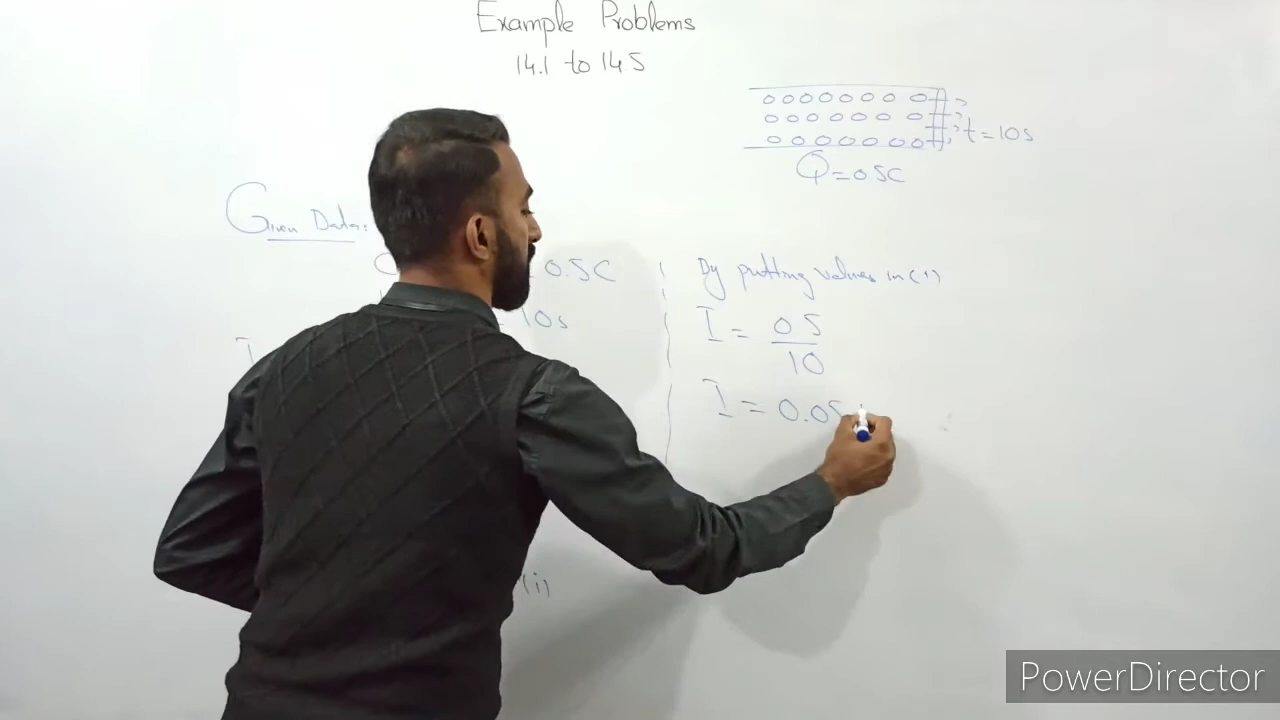 Example Problems
14.1 to 14.5
t = 10s
Q = 0.5C
Given Data:
0.5C
= 10s
I
(i)
By putting values in (i)
I = 0.5
10
I = 0.05
PowerDirector